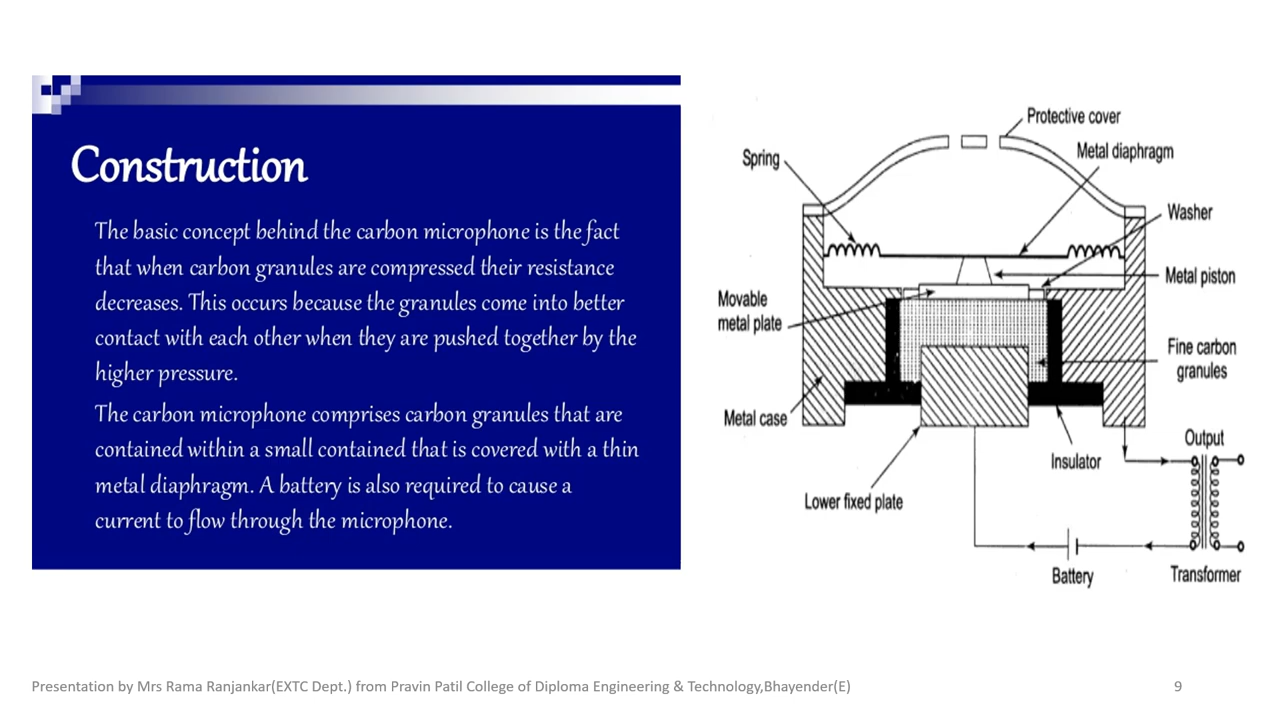 Construction
The basic concept behind the carbon microphone is the fact
that when carbon granules are compressed their resistance
decreases. This occurs because the granules come into better
contact with each other when they are pushed together by the
higher pressure.
The carbon microphone comprises carbon granules that are
contained within a small contained that is covered with a thin
metal diaphragm. A battery is also required to cause a
current to flow through the microphone.
Protective cover
Spring
Metal diaphragm
Washer
Metal piston
Movable
metal plate
Fine carbon
granules
Metal case
Output
Insulator
Lower fixed plate
Battery
Transformer
Presentation by Mrs Rama Ranjankar(EXTC Dept.) from Pravin Patil College of Diploma Engineering & Technology,Bhayender(E)
9